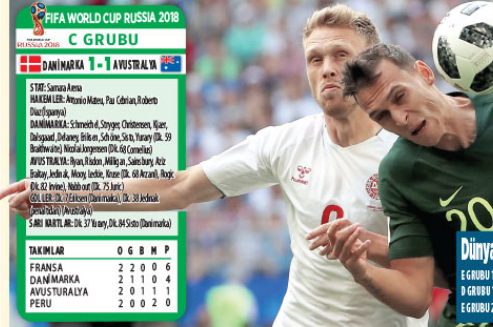 FIFA WORLD CUP RUSSIA 2018
RUSSIA 2018
C GRUBU
DANİMARKA 1-1 AVUSTRALYA
STAT: Samara Arena
HAKEMLER: Antonio Mateu, Pau Cebrian, Roberto
Diaz (İspanya)
DANİMARKA: Schmeichel, Stryger, Christensen, Kjaer,
Dalsgaard, Delaney, Eriksen, Schöne, Sisto, Yurary (Dk. 59
Braithwaite) Nicolai Jorgensen (Dk. 68 Cornelius)
AVUSTRALYA: Ryan, Risdon, Milligan, Sainsbury, Aziz
Jedinak, Mooy, Leckie, Kruse (Dk. 68 Arzani), Rogic
(Dk. 82 Irvine), Nabbout (Dk. 75 Juric)
GOLLER: Dk. 7 Eriksen (Danimarka), Dk. 38 Jedinak
(penaltıdan) (Avustralya)
SARI KARTLAR: Dk. 37 Yurary, Dk. 84 Sisto (Danimarka)
TAKIMLAR O G B M P
FRANSA 2 2 0 0 6
DANİMARKA 2 1 1 0 4
AVUSTURALYA 2 0 1 1 1
PERU 2 0 0 2 0
9
20
Dünya
E GRUBU
D GRUBU
E GRUBU